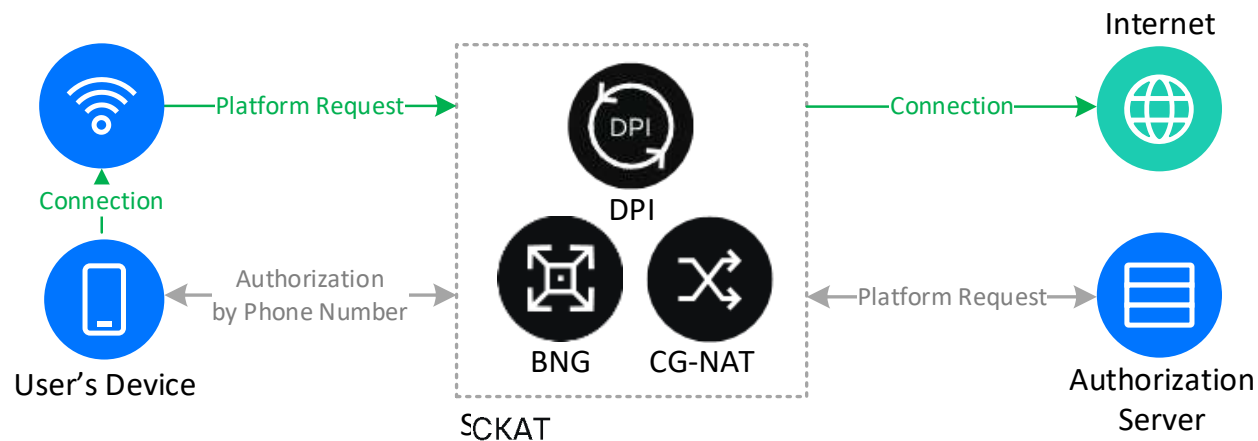 Internet
Platform Request
Connection
DPI
DPI
Connection
Authorization
by Phone Number
Platform Request
BNG
CG-NAT
User's Device
Authorization
Server
SCKAT